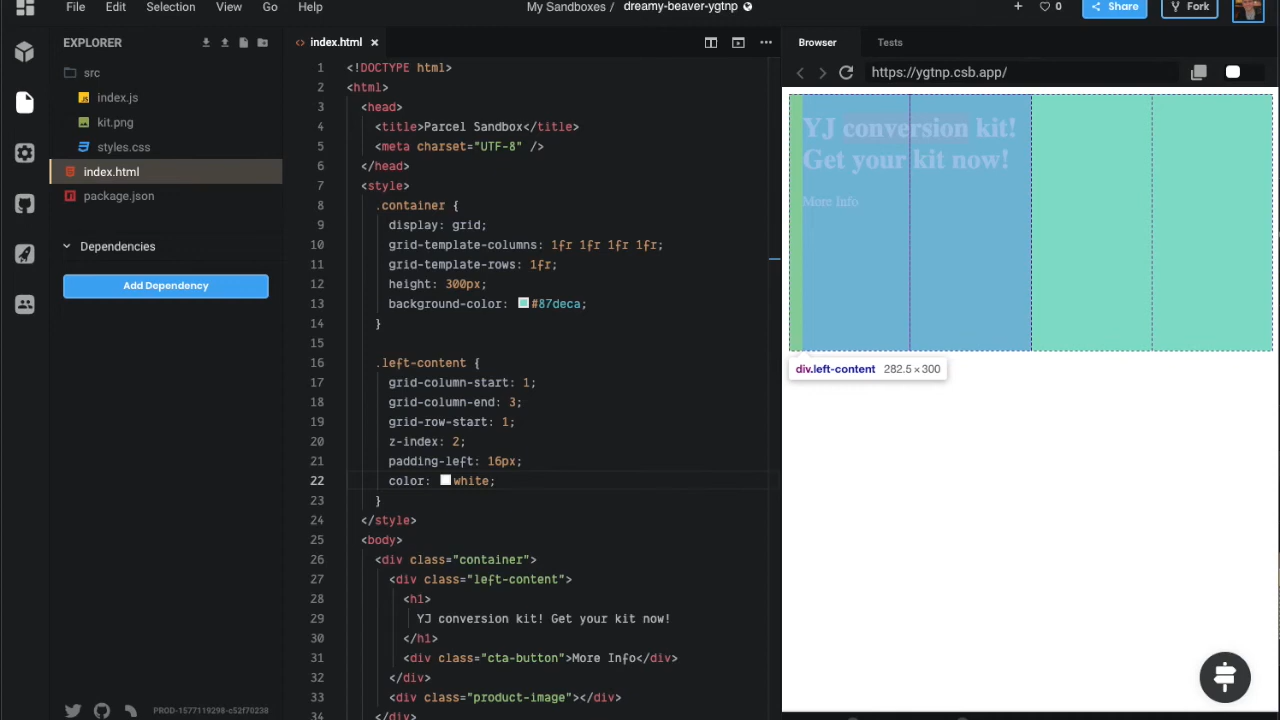 File Edit Selection View Go Help
My Sandboxes / dreamy-beaver-ygtnp
0 Share Fork
EXPLORER
src
index.js
kit.png
styles.css
index.html
package.json
Dependencies
Add Dependency
PROD-1577119298-c52f70238
index.html
1 <!DOCTYPE html>
2 <html>
3 <head>
4 <title>Parcel Sandbox</title>
5 <meta charset="UTF-8" />
6 </head>
7 <style>
8 .container {
9 display: grid;
10 grid-template-columns: 1fr 1fr 1fr 1fr;
11 grid-template-rows: 1fr;
12 height: 300px;
13 background-color: #87deca;
14 }
15
16 .left-content {
17 grid-column-start: 1;
18 grid-column-end: 3;
19 grid-row-start: 1;
20 z-index: 2;
21 padding-left: 16px;
22 color: white;
23 }
24 </style>
25 <body>
26 <div class="container">
27 <div class="left-content">
28 <h1>
29 YJ conversion kit! Get your kit now!
30 </h1>
31 <div class="cta-button">More Info</div>
32 </div>
33 <div class="product-image"></div>
34 </div>
Browser Tests
https://ygtnp.csb.app/
YJ conversion kit!
Get your kit now!
More Info
div.left-content 282.5 × 300